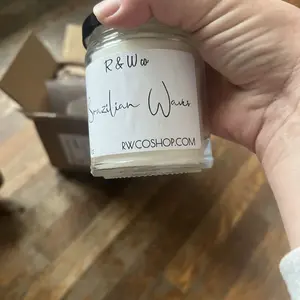 R & W co
Brazilian Waves
RWCOSHOP.COM